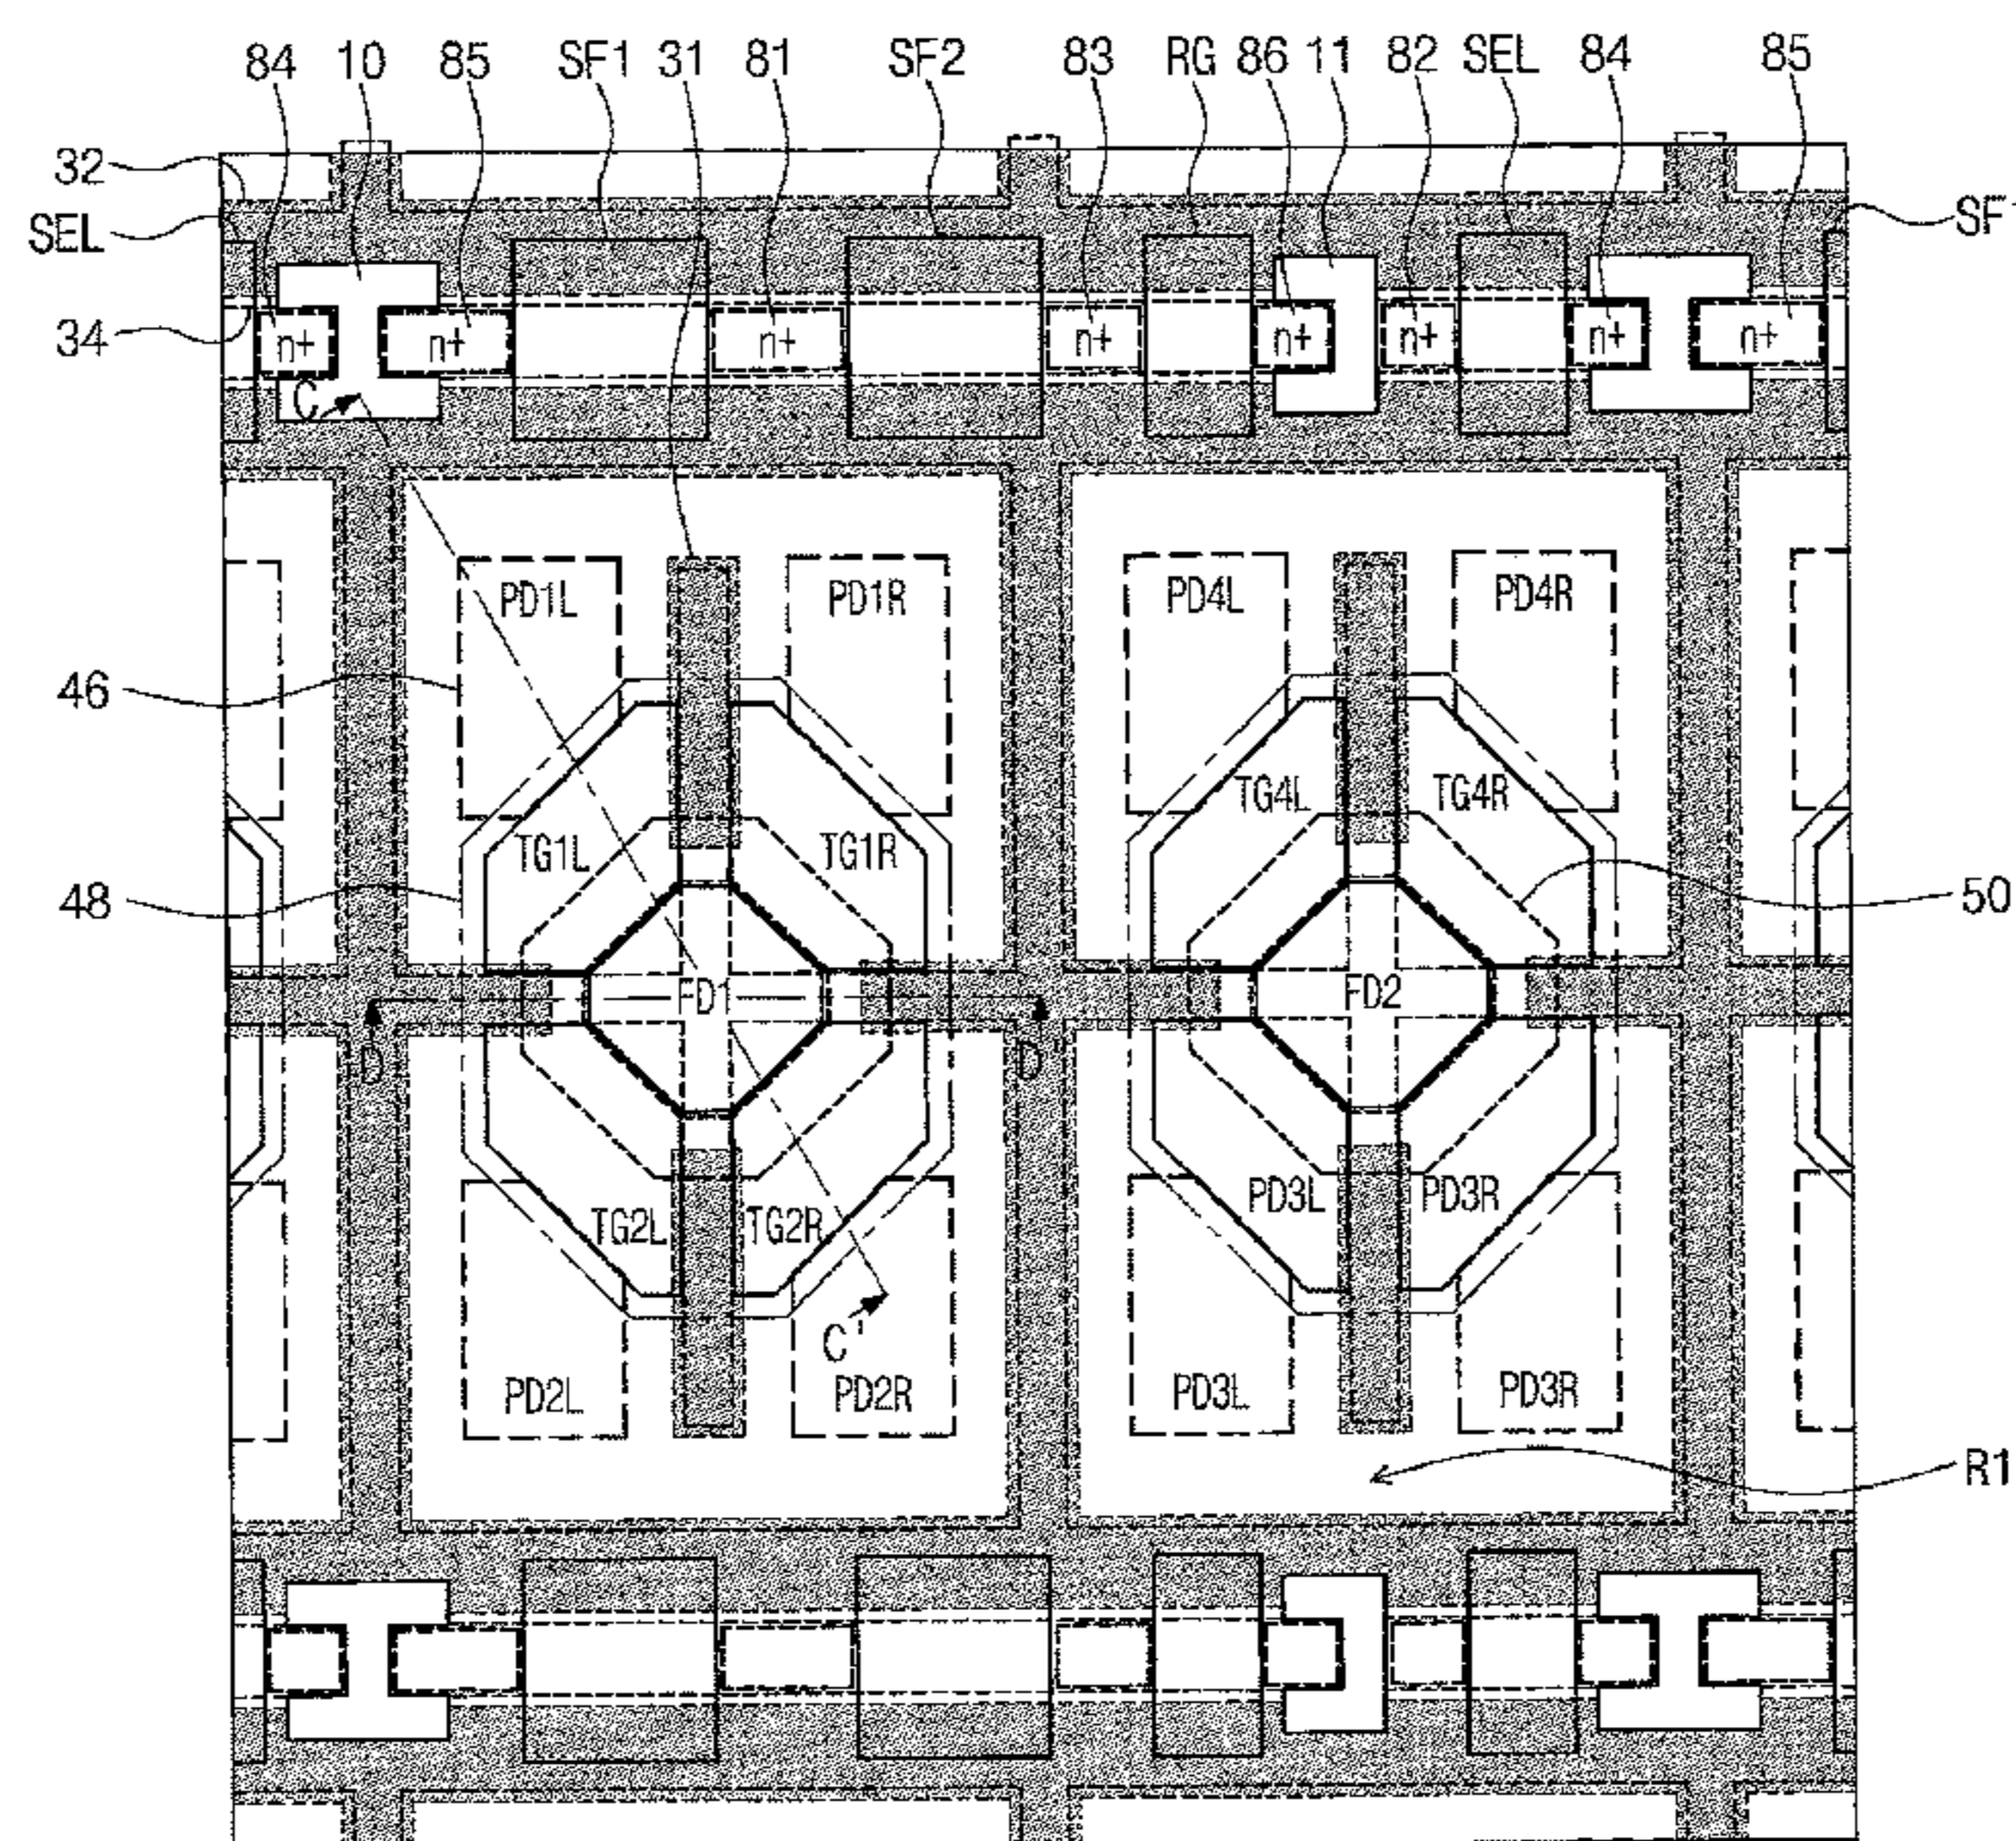 84 10 85 SF1 31 81 SF2 83 RG 86 11 82 SEL 84 85
32
SEL
SF1
34
n+ n+ n+ n+ n+ n+ n+ n+
C
PD1L PD1R PD4L PD4R
46
TG4L TG4R
TG1L TG1R
48
50
FD1 FD2
D D'
PD3L PD3R
TG2L TG2R
C'
PD2L PD2R PD3L PD3R
R1